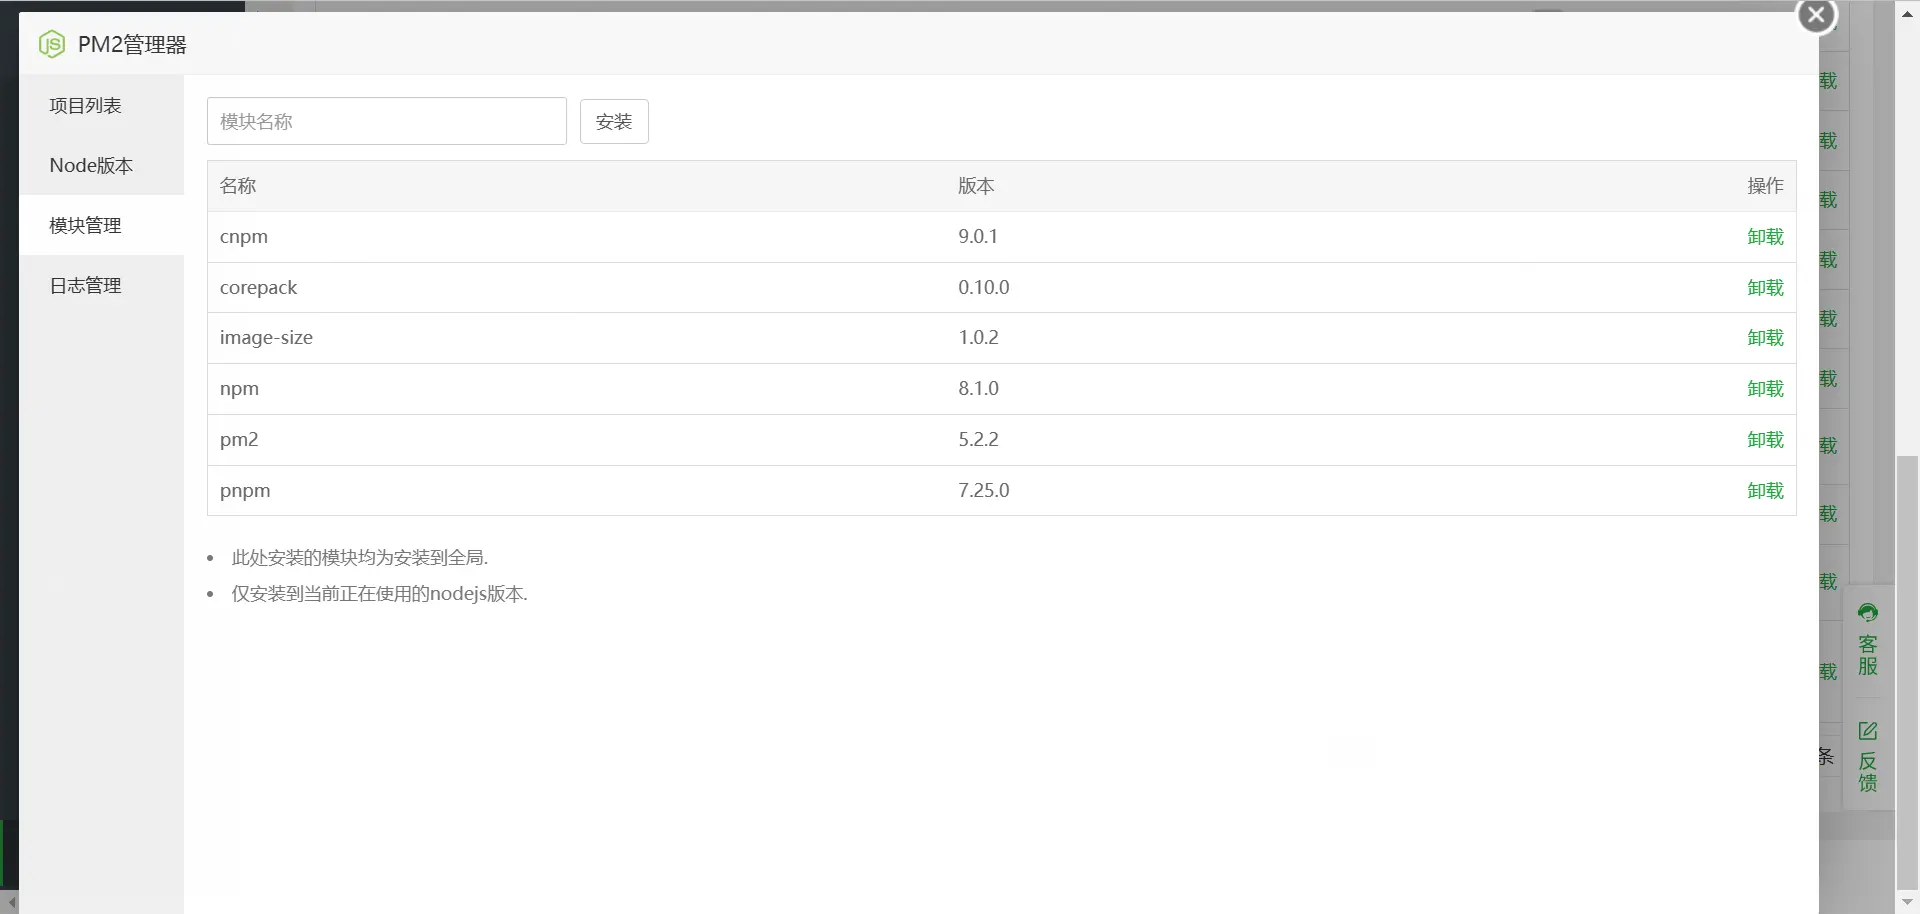 PM2管理器
项目列表
Node版本
模块管理
日志管理
模块名称
安装
名称 版本 操作
cnpm 9.0.1 卸载
corepack 0.10.0 卸载
image-size 1.0.2 卸载
npm 8.1.0 卸载
pm2 5.2.2 卸载
pnpm 7.25.0 卸载
此处安装的模块均为安装到全局.
仅安装到当前正在使用的nodejs版本.
载
载
载
载
载
载
载
载
载
载
条
客服
反馈